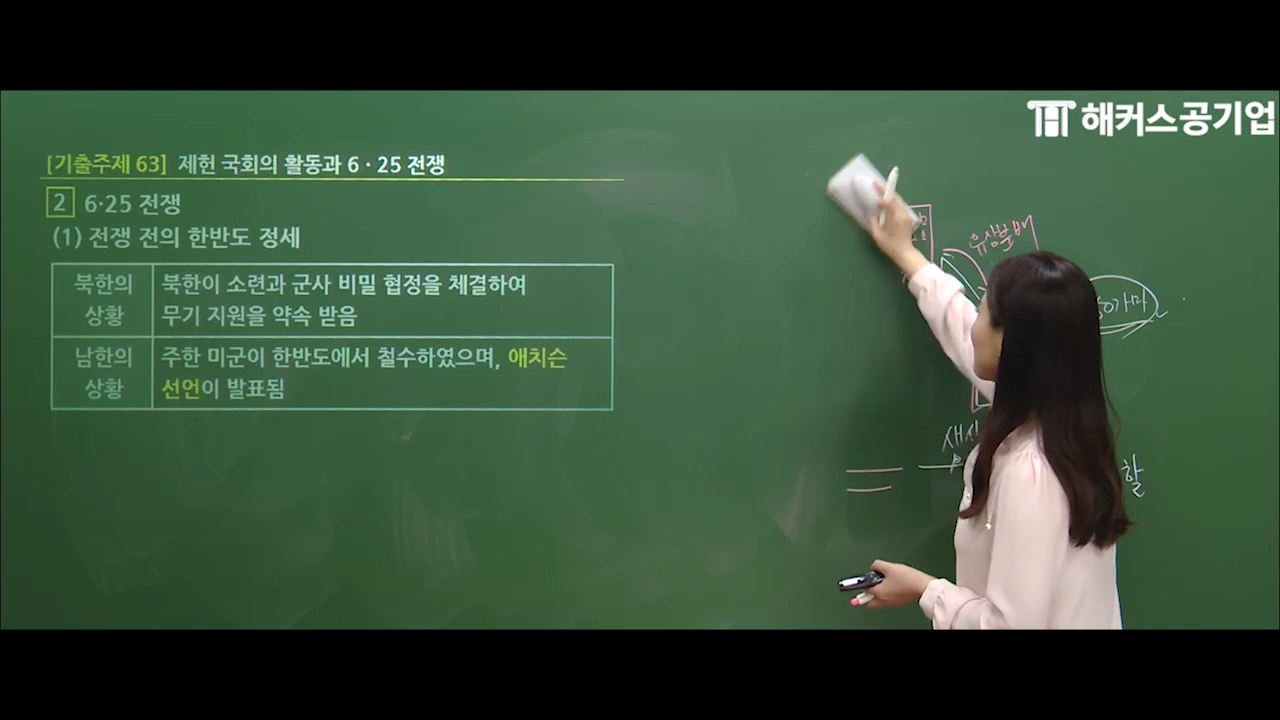 해커스공기업
[기출주제 63] 제헌 국회의 활동과 6·25 전쟁
2 6·25 전쟁
(1) 전쟁 전의 한반도 정세
북한의 상황
북한이 소련과 군사 비밀 협정을 체결하여
무기 지원을 약속 받음
남한의 상황
주한 미군이 한반도에서 철수하였으며, 애치슨
선언이 발표됨
유상분배
할